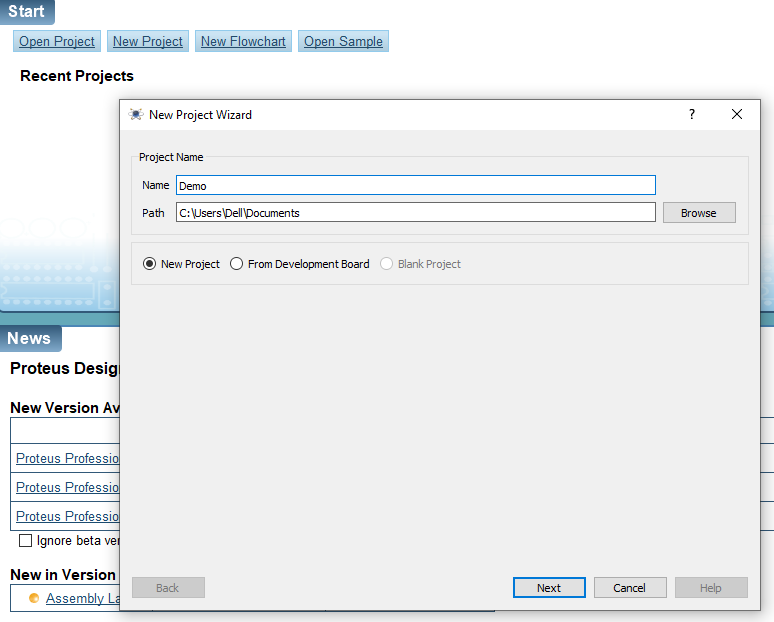 Start
Open Project New Project New Flowchart Open Sample
Recent Projects
New Project Wizard ?
Project Name
Name Demo
Path C:\Users\Dell\Documents Browse
New Project From Development Board Blank Project
News
Proteus Desig
New Version Av
Proteus Professio
Proteus Professio
Proteus Professio
Ignore beta ver
New in Version
Assembly La
Back Next Cancel Help